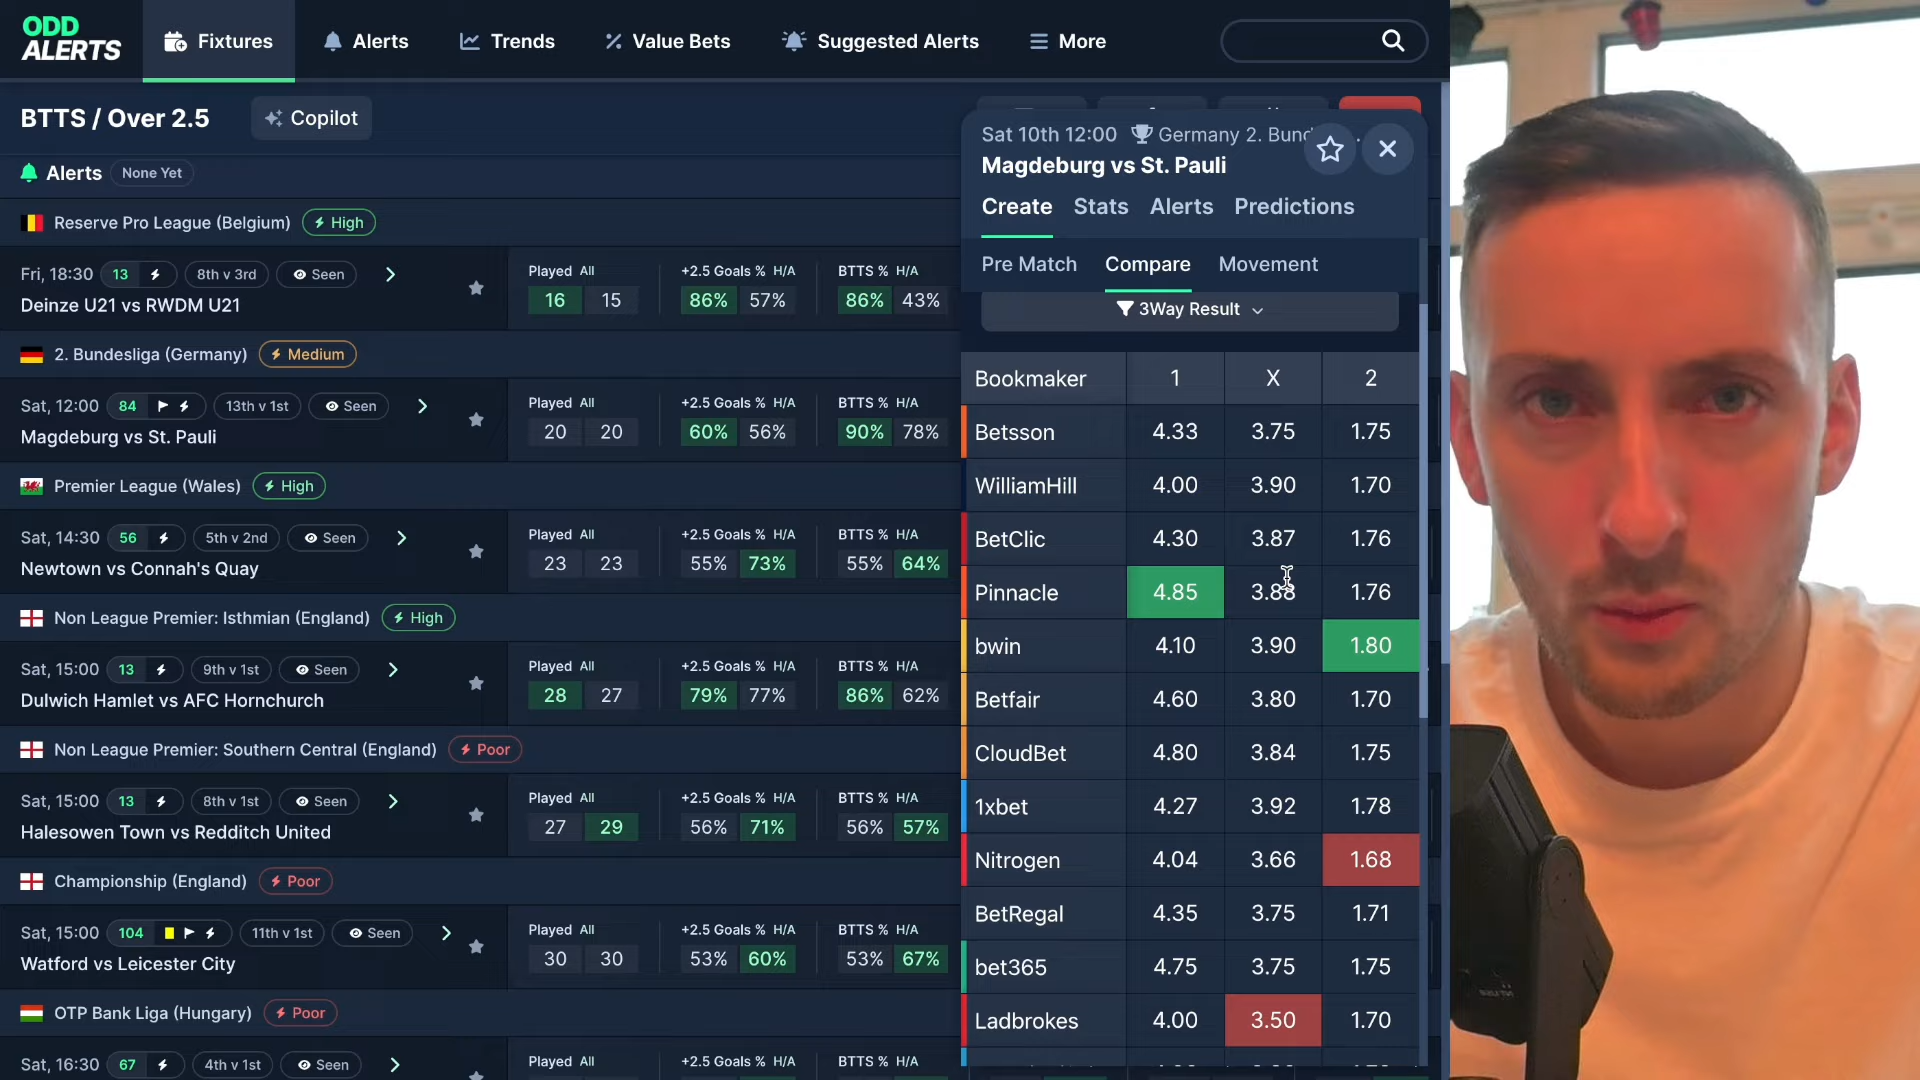 ODD
ALERTS
Fixtures
Alerts
Trends
Value Bets
Suggested Alerts
More
BTTS / Over 2.5
Copilot
Alerts
None Yet
Reserve Pro League (Belgium)
High
Fri, 18:30
13
8th v 3rd
Seen
Deinze U21 vs RWDM U21
Played All
16 15
+2.5 Goals % H/A
86% 57%
BTTS % H/A
86% 43%
2. Bundesliga (Germany)
Medium
Sat, 12:00
84
13th v 1st
Seen
Magdeburg vs St. Pauli
Played All
20 20
+2.5 Goals % H/A
60% 56%
BTTS % H/A
90% 78%
Premier League (Wales)
High
Sat, 14:30
56
5th v 2nd
Seen
Newtown vs Connah's Quay
Played All
23 23
+2.5 Goals % H/A
55% 73%
BTTS % H/A
55% 64%
Non League Premier: Isthmian (England)
High
Sat, 15:00
13
9th v 1st
Seen
Dulwich Hamlet vs AFC Hornchurch
Played All
28 27
+2.5 Goals % H/A
79% 77%
BTTS % H/A
86% 62%
Non League Premier: Southern Central (England)
Poor
Sat, 15:00
13
8th v 1st
Seen
Halesowen Town vs Redditch United
Played All
27 29
+2.5 Goals % H/A
56% 71%
BTTS % H/A
56% 57%
Championship (England)
Poor
Sat, 15:00
104
11th v 1st
Seen
Watford vs Leicester City
Played All
30 30
+2.5 Goals % H/A
53% 60%
BTTS % H/A
53% 67%
OTP Bank Liga (Hungary)
Poor
Sat, 16:30
67
4th v 1st
Seen
Played All
+2.5 Goals % H/A
BTTS % H/A
Sat 10th 12:00
Germany 2. Bund
Magdeburg vs St. Pauli
Create Stats Alerts Predictions
Pre Match Compare Movement
3Way Result
Bookmaker 1 X 2
Betsson 4.33 3.75 1.75
WilliamHill 4.00 3.90 1.70
BetClic 4.30 3.87 1.76
Pinnacle 4.85 3.88 1.76
bwin 4.10 3.90 1.80
Betfair 4.60 3.80 1.70
CloudBet 4.80 3.84 1.75
1xbet 4.27 3.92 1.78
Nitrogen 4.04 3.66 1.68
BetRegal 4.35 3.75 1.71
bet365 4.75 3.75 1.75
Ladbrokes 4.00 3.50 1.70